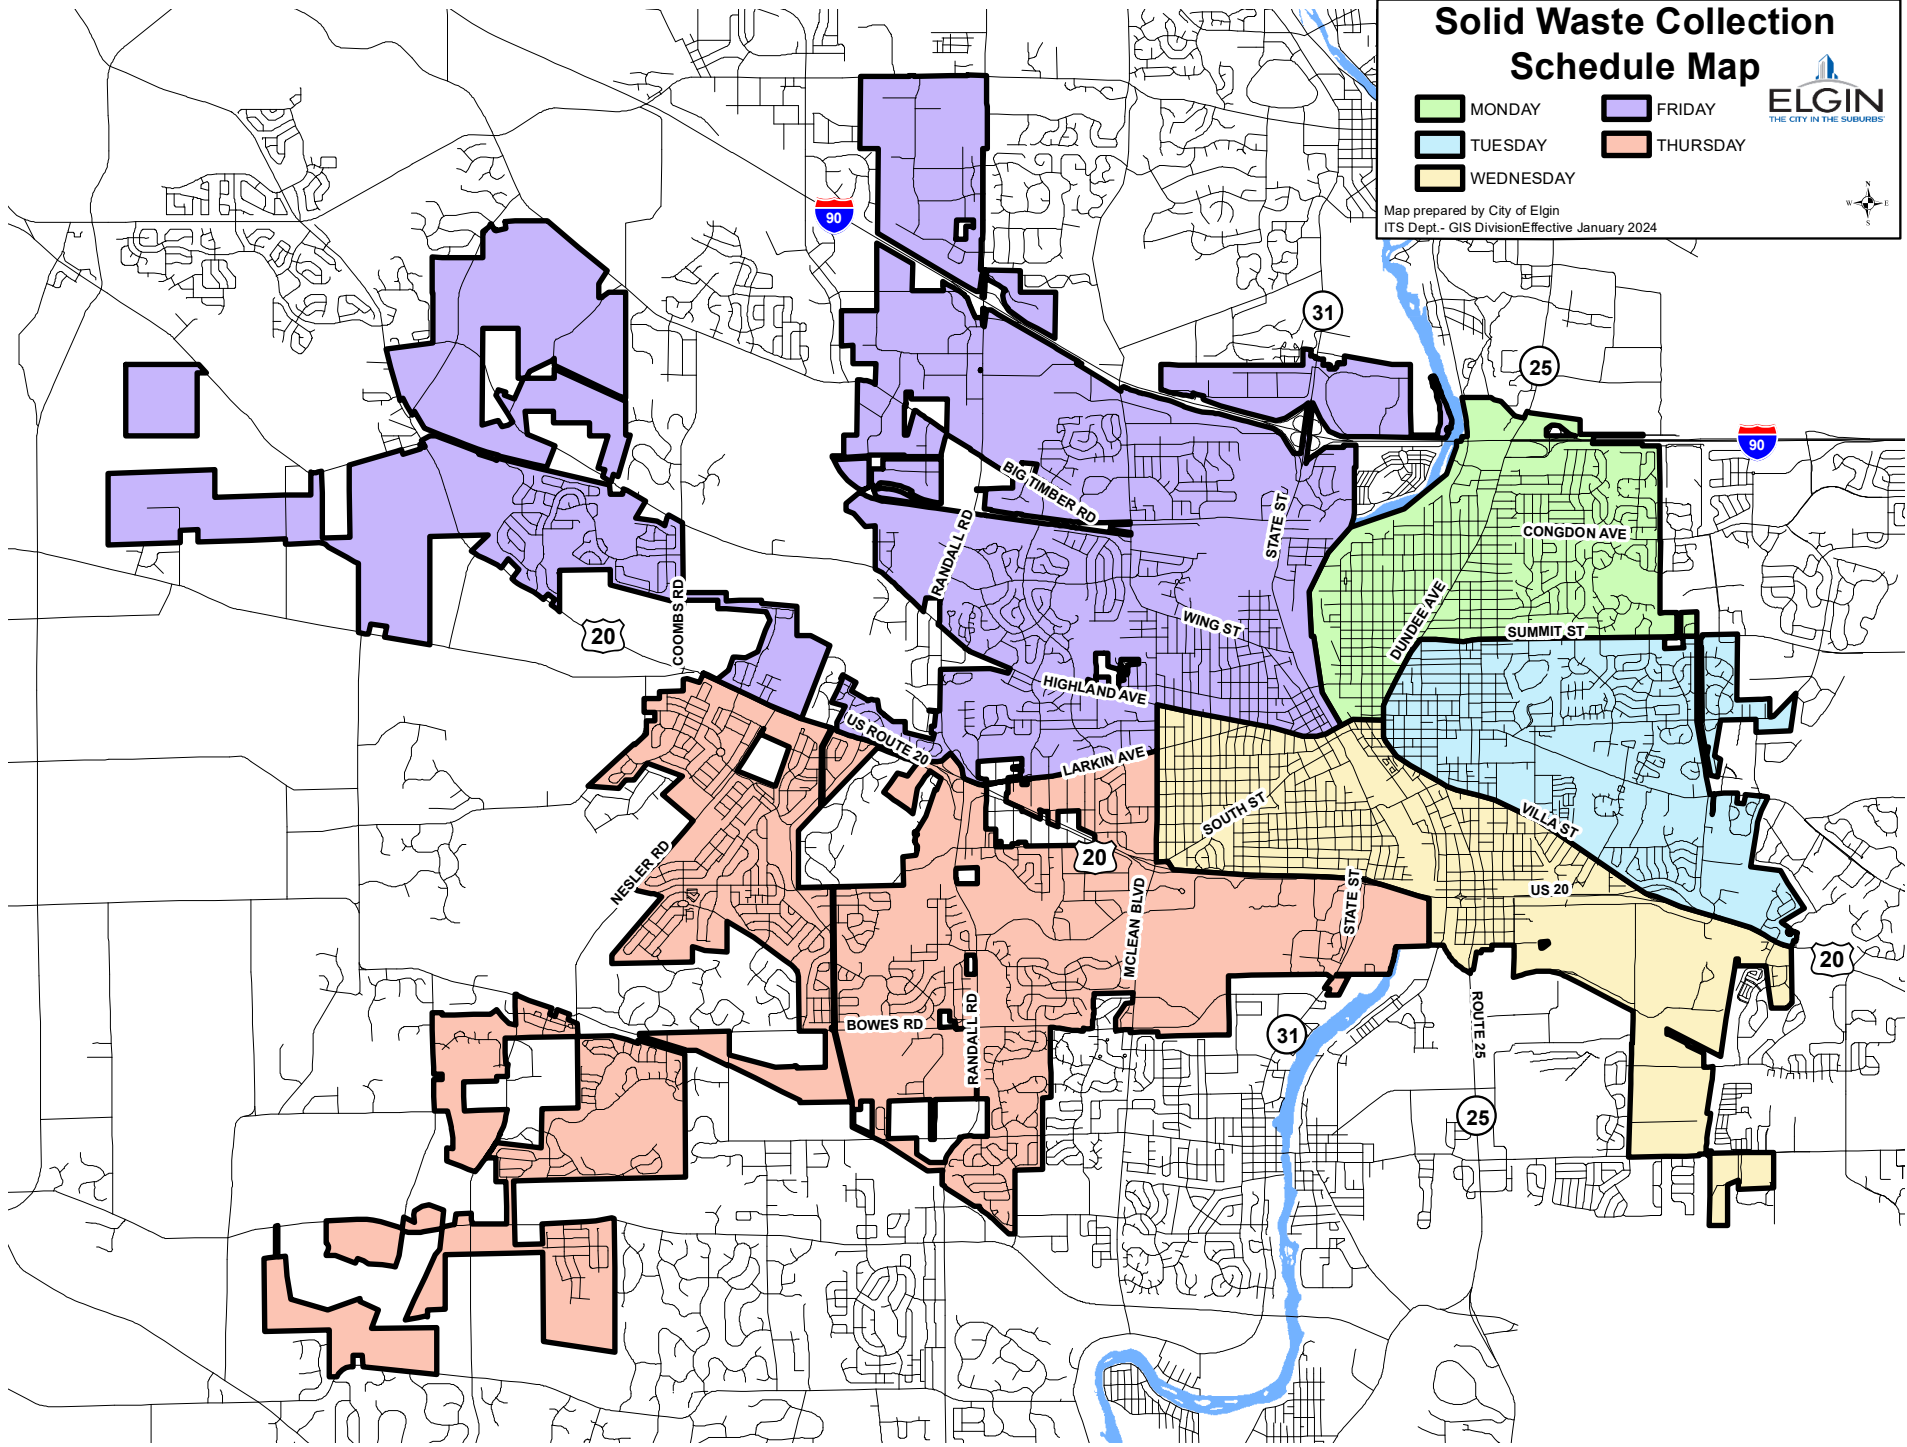 Solid Waste Collection
Schedule Map
ELGIN
THE CITY IN THE SUBURBS
MONDAY
FRIDAY
TUESDAY
THURSDAY
WEDNESDAY
N
W E
S
Map prepared by City of Elgin
ITS Dept.- GIS DivisionEffective January 2024
90
31
25
90
BIG TIMBER RD
STATE ST
RANDALL RD
CONGDON AVE
COOMBS RD
20
WING ST
DUNDEE AVE
SUMMIT ST
HIGHLAND AVE
US ROUTE 20
LARKIN AVE
SOUTH ST
VILLA ST
20
NESLER RD
US 20
STATE ST
MCLEAN BLVD
20
BOWES RD
RANDALL RD
ROUTE 25
31
25